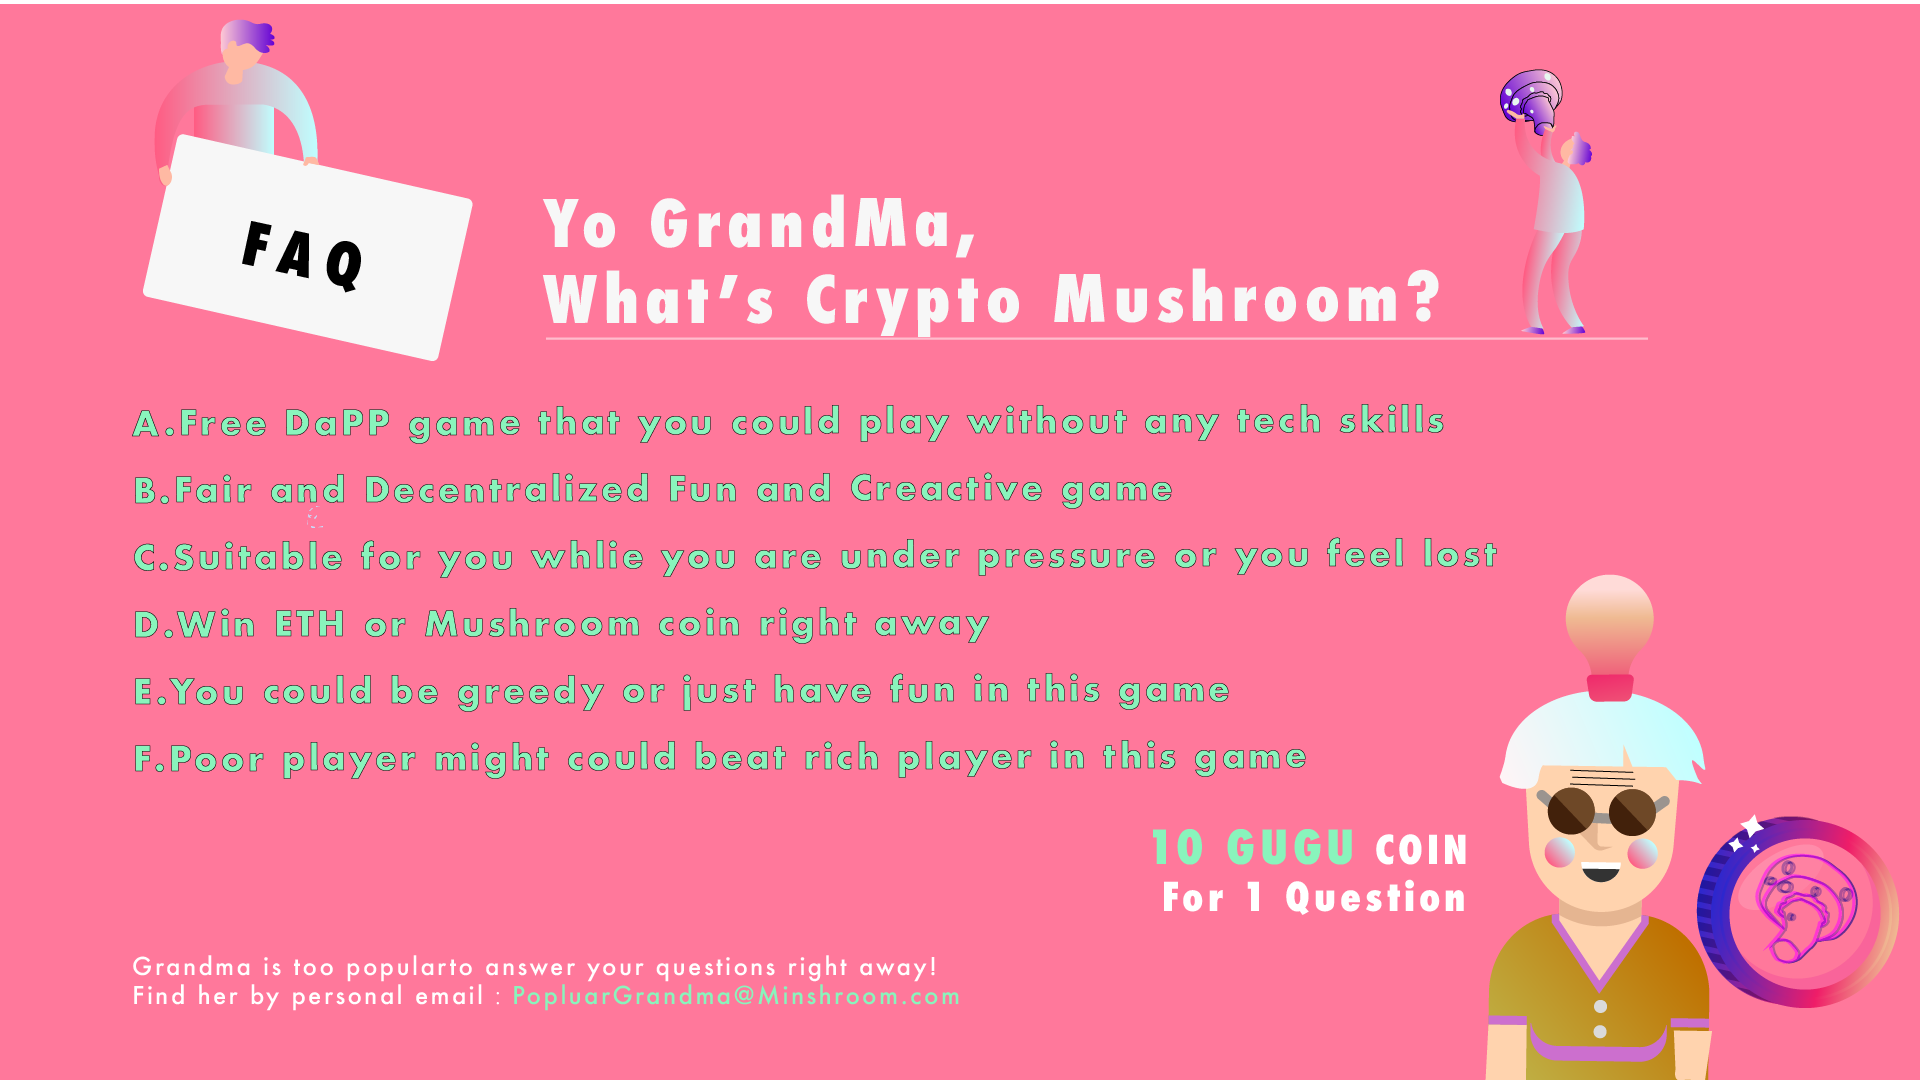 FAQ
Yo GrandMa,
What's Crypto Mushroom?
A.Free DaPP game that you could play without any tech skills
B.Fair and Decentralized Fun and Creactive game
C.Suitable for you whlie you are under pressure or you feel lost
D.Win ETH or Mushroom coin right away
E.You could be greedy or just have fun in this game
F.Poor player might could beat rich player in this game
10 GUGU COIN
For 1 Question
Grandma is too popularto answer your questions right away!
Find her by personal email : PopluarGrandma@Minshroom.com